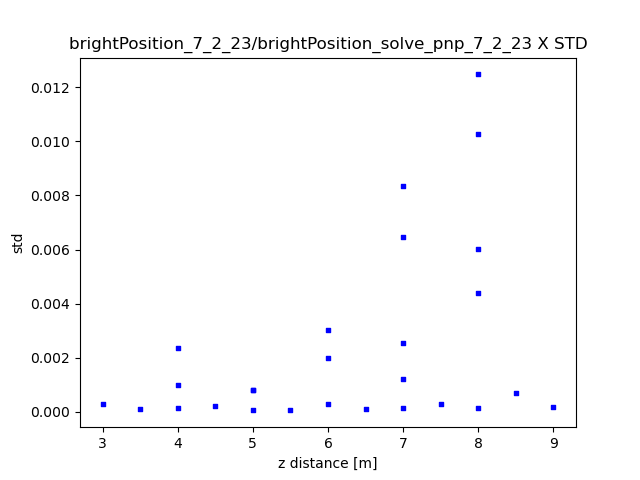 brightPosition_7_2_23/brightPosition_solve_pnp_7_2_23 X STD
0.012
0.010
0.008
0.006
0.004
0.002
0.000
std
3 4 5 6 7 8 9
z distance [m]